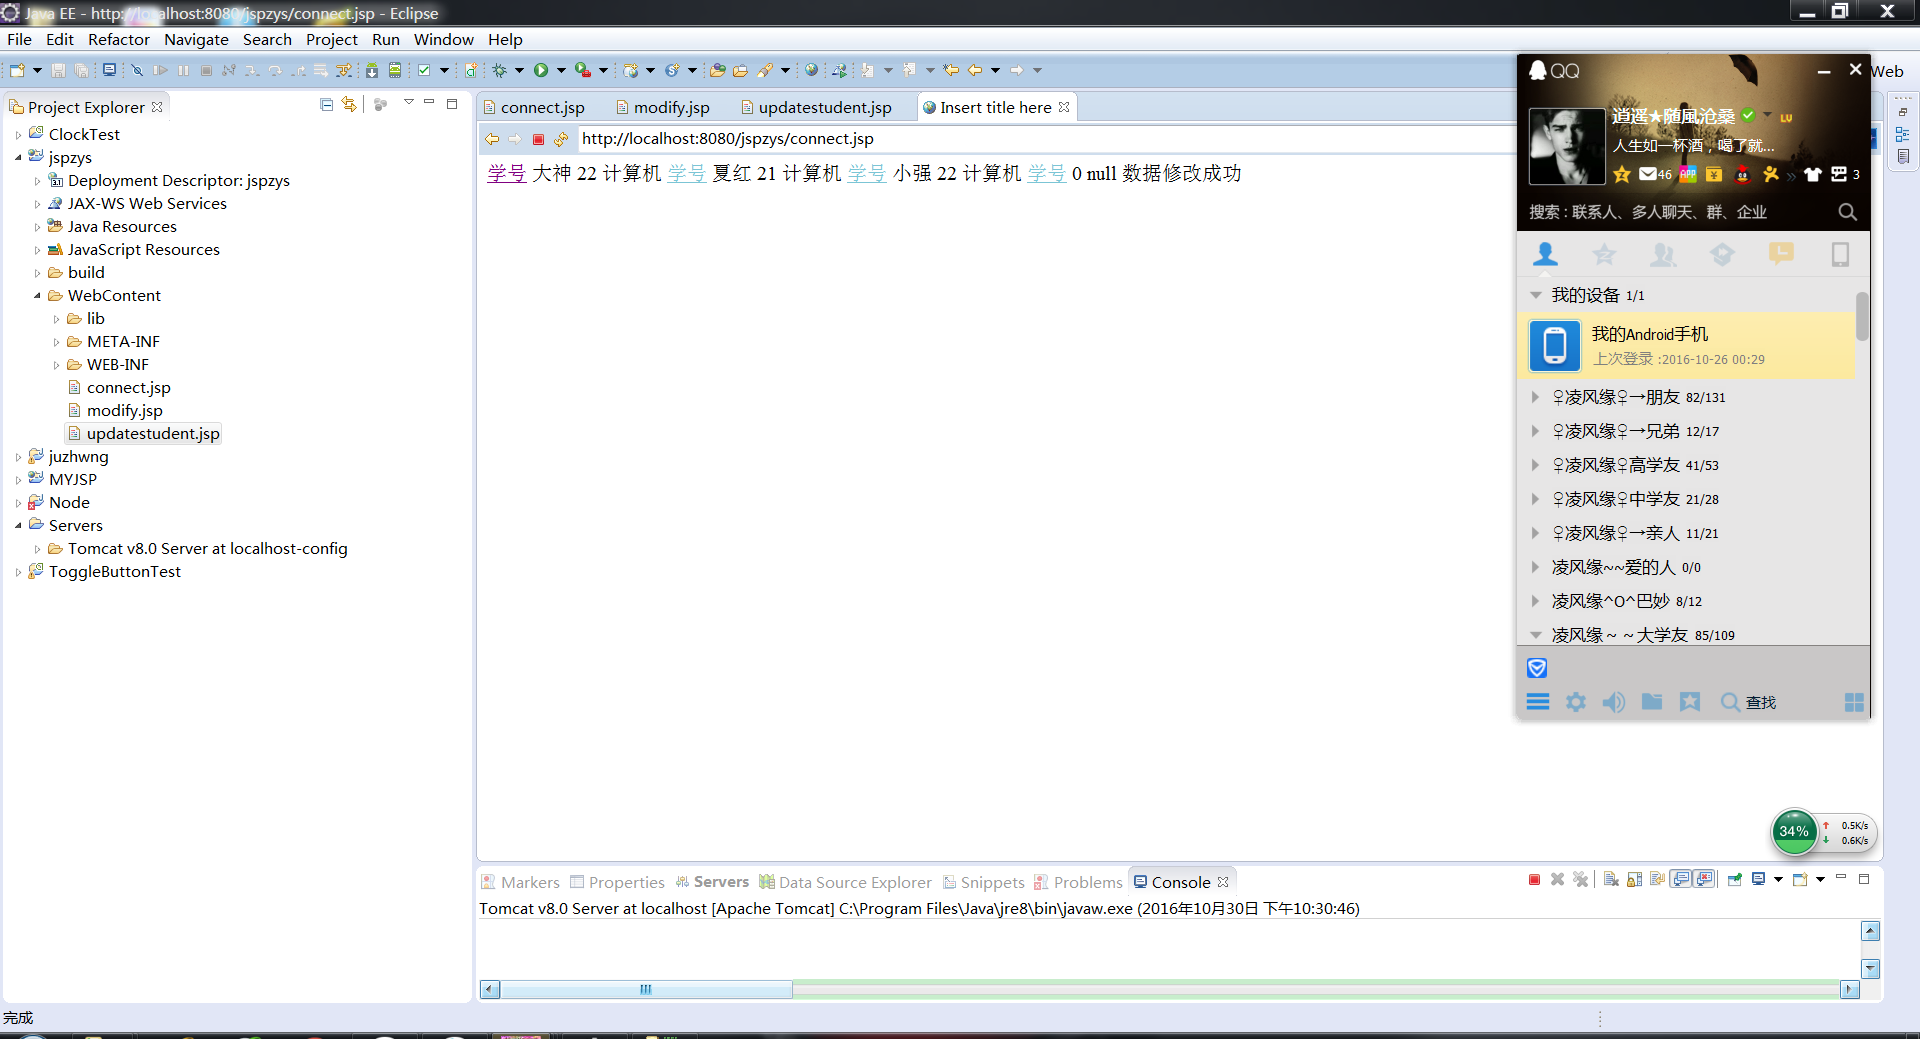 Java EE - http://localhost:8080/jspzys/connect.jsp - Eclipse
File Edit Refactor Navigate Search Project Run Window Help
Web
Project Explorer
ClockTest
jspzys
Deployment Descriptor: jspzys
JAX-WS Web Services
Java Resources
JavaScript Resources
build
WebContent
lib
META-INF
WEB-INF
connect.jsp
modify.jsp
updatestudent.jsp
juzhwng
MYJSP
Node
Servers
Tomcat v8.0 Server at localhost-config
ToggleButtonTest
connect.jsp modify.jsp updatestudent.jsp Insert title here
http://localhost:8080/jspzys/connect.jsp
学号 大神 22 计算机 学号 夏红 21 计算机 学号 小强 22 计算机 学号 0 null 数据修改成功
QQ
逍遥★随風沧桑 LV
人生如一杯酒，喝了就...
46 APP 3
搜索：联系人、多人聊天、群、企业
我的设备 1/1
我的Android手机
上次登录 :2016-10-26 00:29
♀凌风缘♀→朋友 82/131
♀凌风缘♀→兄弟 12/17
♀凌风缘♀高学友 41/53
♀凌风缘♀中学友 21/28
♀凌风缘♀→亲人 11/21
凌风缘~~爱的人 0/0
凌风缘^O^巴妙 8/12
凌风缘～～大学友 85/109
查找
34%
0.5K/s
0.6K/s
Markers Properties Servers Data Source Explorer Snippets Problems Console
Tomcat v8.0 Server at localhost [Apache Tomcat] C:\Program Files\Java\jre8\bin\javaw.exe (2016年10月30日 下午10:30:46)
完成